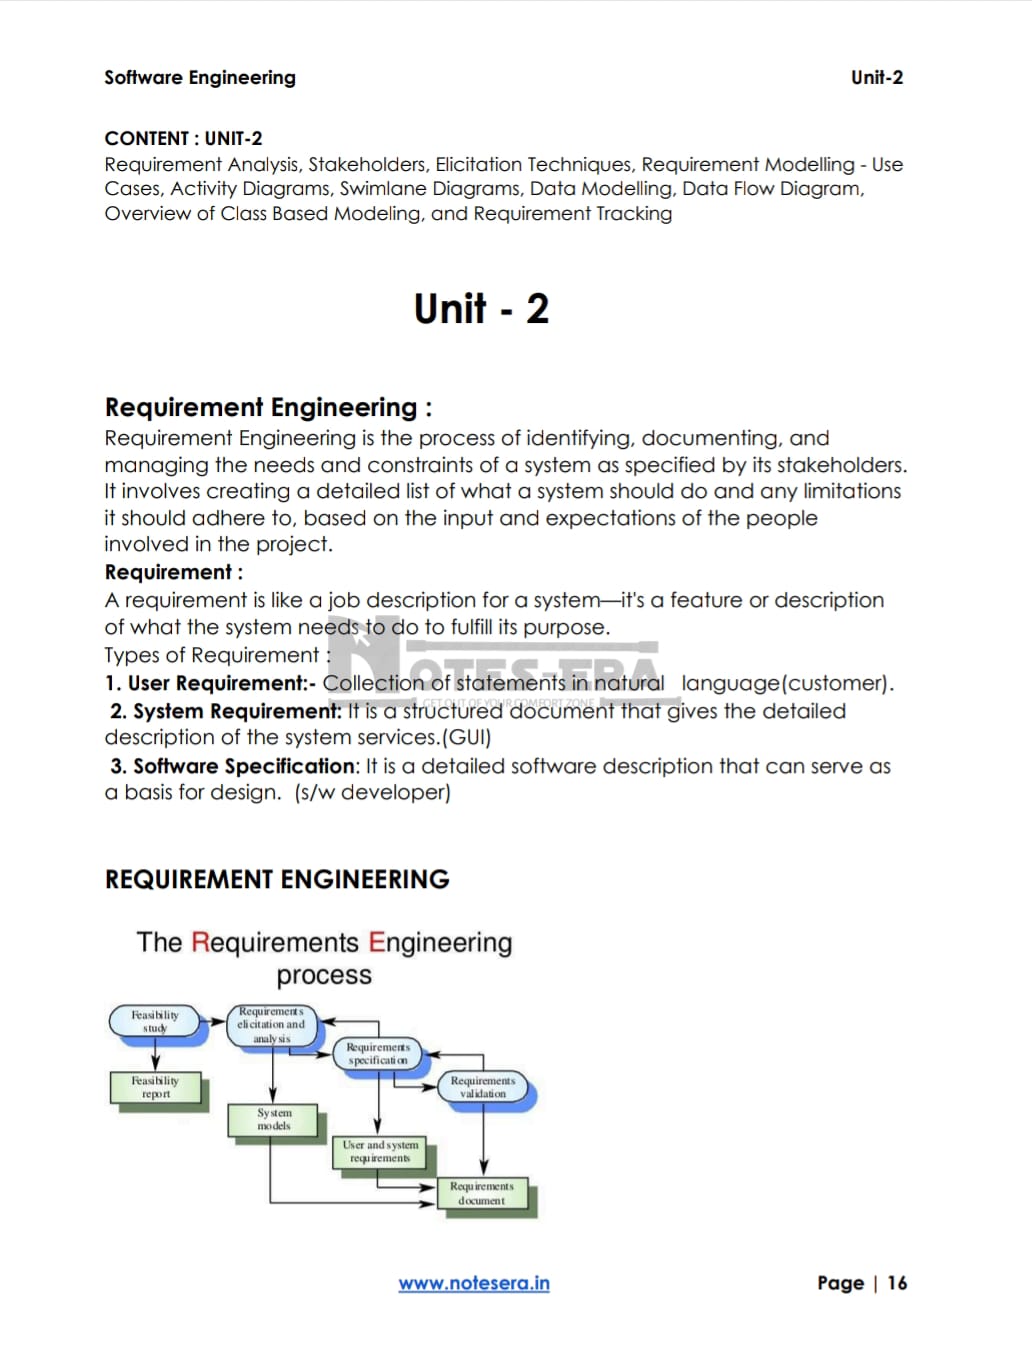 Software Engineering Unit-2
CONTENT : UNIT-2
Requirement Analysis, Stakeholders, Elicitation Techniques, Requirement Modelling - Use
Cases, Activity Diagrams, Swimlane Diagrams, Data Modelling, Data Flow Diagram,
Overview of Class Based Modeling, and Requirement Tracking
Unit - 2
Requirement Engineering :
Requirement Engineering is the process of identifying, documenting, and
managing the needs and constraints of a system as specified by its stakeholders.
It involves creating a detailed list of what a system should do and any limitations
it should adhere to, based on the input and expectations of the people
involved in the project.
Requirement :
A requirement is like a job description for a system—it's a feature or description
of what the system needs to do to fulfill its purpose.
Types of Requirement :
1. User Requirement:- Collection of statements in natural language(customer).
2. System Requirement: It is a structured document that gives the detailed
description of the system services.(GUI)
3. Software Specification: It is a detailed software description that can serve as
a basis for design. (s/w developer)
NOTES-ERA
GET OUT OF YOUR COMFORT ZONE
REQUIREMENT ENGINEERING
The Requirements Engineering
process
Feasibility
study
Requirements
elicitation and
analysis
Requirements
specification
Requirements
validation
Feasibility
report
System
models
User and system
requirements
Requirements
document
www.notesera.in Page | 16